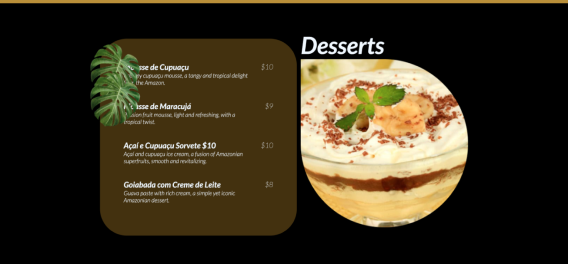 Desserts
sse de Cupuaçu $10
cupuaçu mousse, a tangy and tropical delight
the Amazon.
sse de Maracujá $9
fruit mousse, light and refreshing, with a
tropical twist.
Açaí e Cupuaçu Sorvete $10 $10
Açaí and cupuaçu ice cream, a fusion of Amazonian
superfruits, smooth and revitalizing
Goiabada com Creme de Leite $8
Guava paste with rich cream, a simple yet iconic
Amazonian dessert.